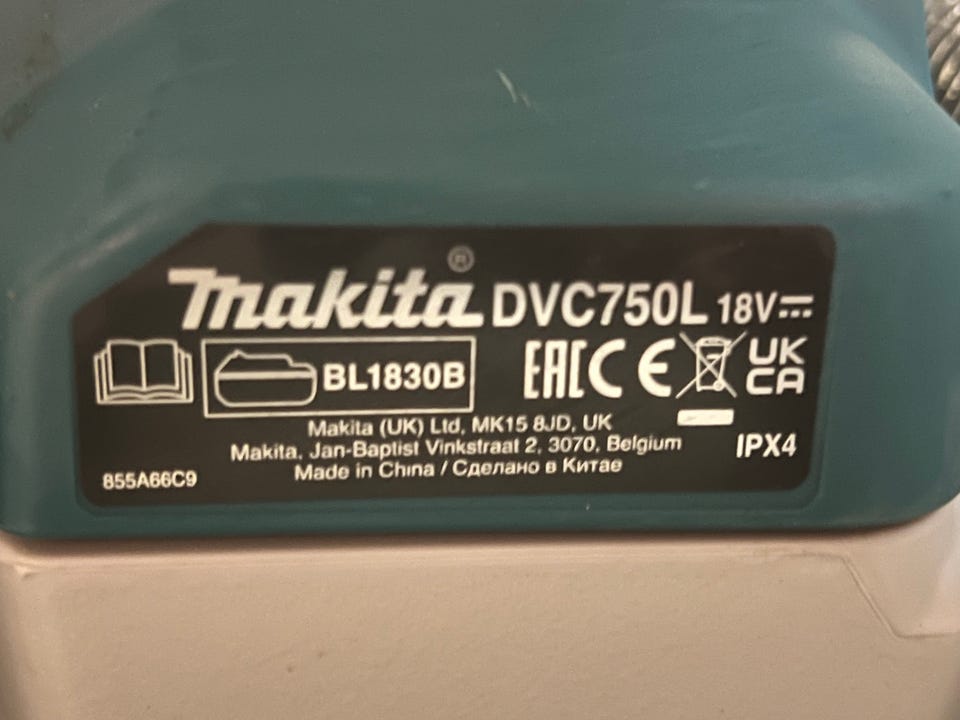 makita® DVC750L 18V
BL1830B
EAC CE UK
CA
Makita (UK) Ltd, MK15 8JD, UK
Makita, Jan-Baptist Vinkstraat 2, 3070, Belgium
IPX4
Made in China / Сделано в Китае
855A66C9